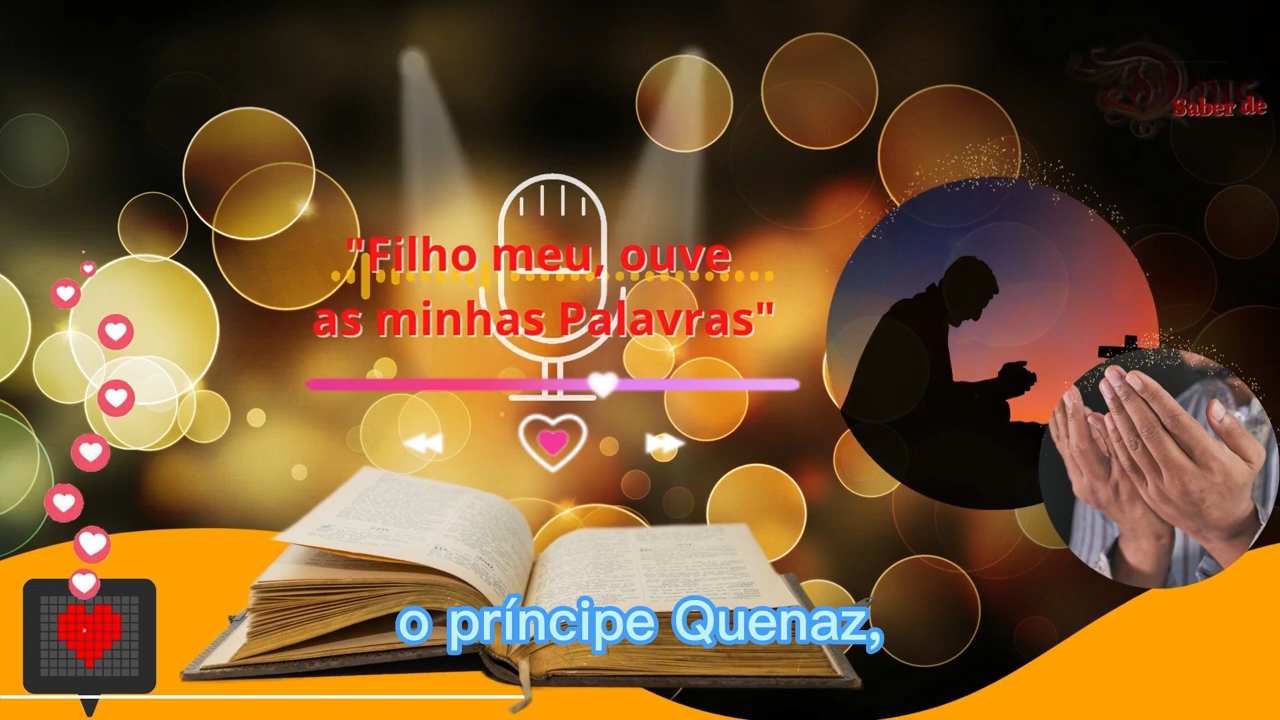 Saber de
"Filho meu, ouve
as minhas Palavras"
o príncipe Quenaz,